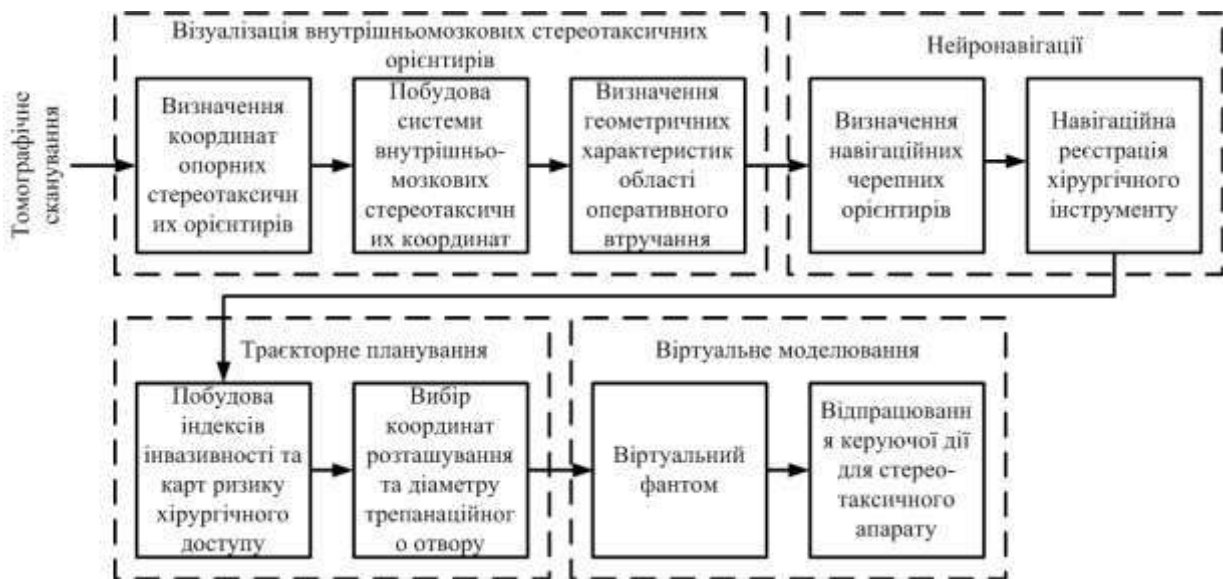 Томографічне
сканування
Візуалізація внутрішньомозкових стереотаксичних
орієнтирів
Визначення
координат
опорних
стереотаксичн
их орієнтирів
Побудова
системи
внутрішньо-
мозкових
стереотаксичн
их координат
Визначення
геометричних
характеристик
області
оперативного
втручання
Нейронавігації
Визначення
навігаційних
черепних
орієнтирів
Навігаційна
реєстрація
хірургічного
інструменту
Траєкторне планування
Побудова
індексів
інвазивності та
карт ризику
хірургічного
доступу
Вибір
координат
розташування
та діаметру
трепанаційног
о отвору
Віртуальне моделювання
Віртуальний
фантом
Відпрацюванн
я керуючої дії
для стерео-
таксичного
апарату